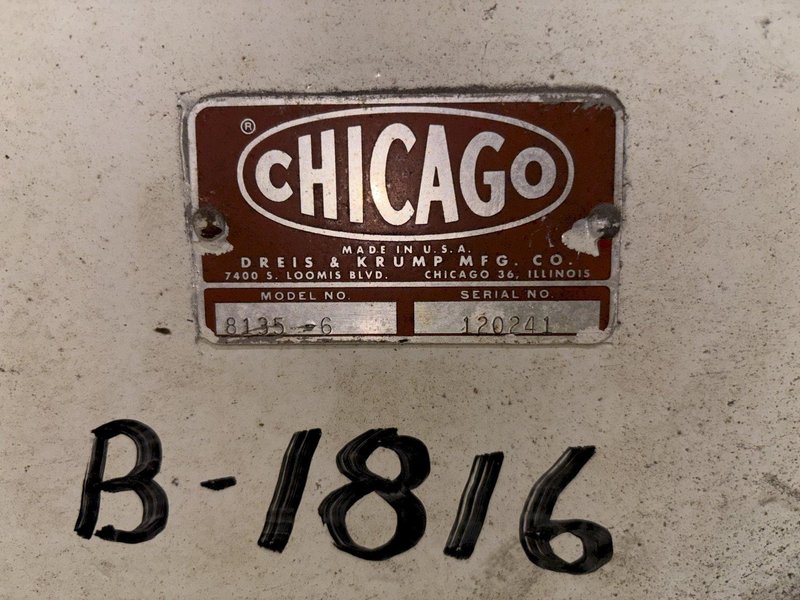 ®
CHICAGO
MADE IN U.S.A.
DREIS & KRUMP MFG. CO.
7400 S. LOOMIS BLVD. CHICAGO 36, ILLINOIS
MODEL NO. SERIAL NO.
8135-6 120241
B-1816